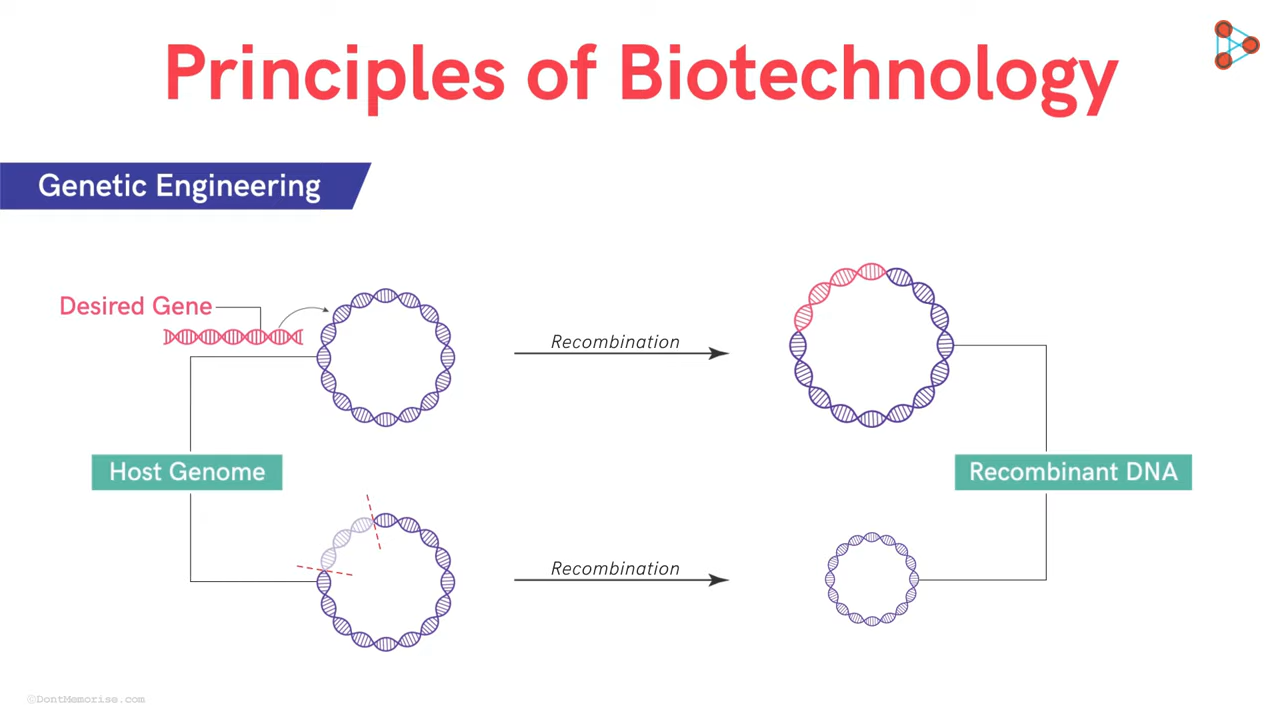 Principles of Biotechnology
Genetic Engineering
Desired Gene
Recombination
Host Genome
Recombinant DNA
Recombination
©DontMemorise.com